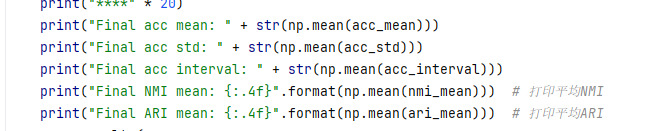 print("****" * 20)
print("Final acc mean: " + str(np.mean(acc_mean)))
print("Final acc std: " + str(np.mean(acc_std)))
print("Final acc interval: " + str(np.mean(acc_interval)))
print("Final NMI mean: {:.4f}".format(np.mean(nmi_mean)))  # 打印平均NMI
print("Final ARI mean: {:.4f}".format(np.mean(ari_mean)))  # 打印平均ARI